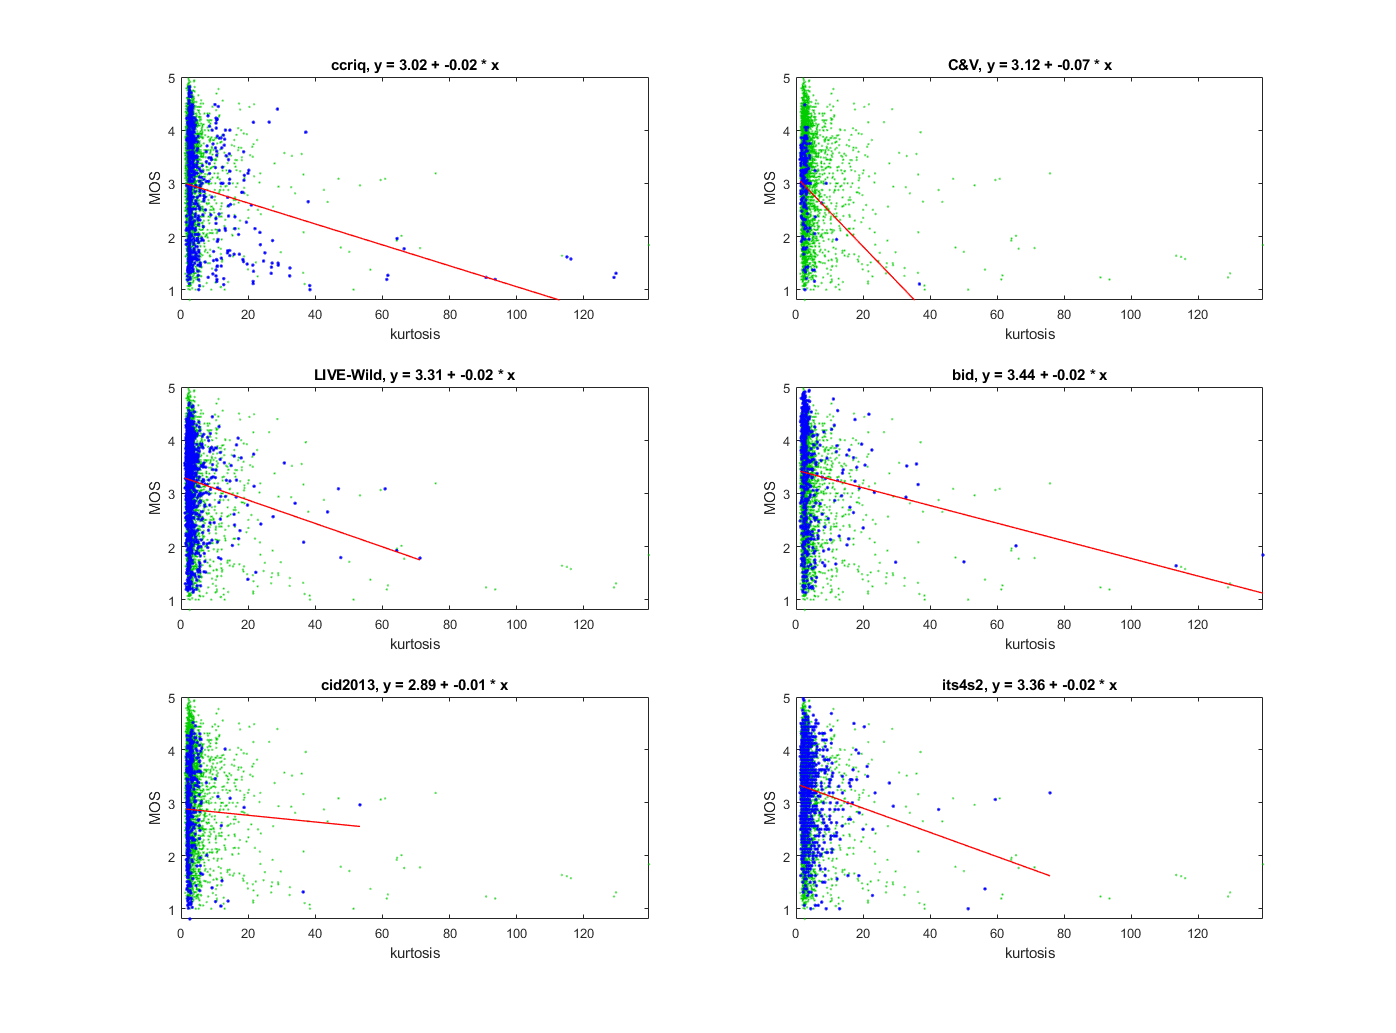 ccriq, y = 3.02 + -0.02 * x
5
4
3
2
1
MOS
0 20 40 60 80 100 120
kurtosis
C&V, y = 3.12 + -0.07 * x
5
4
3
2
1
MOS
0 20 40 60 80 100 120
kurtosis
LIVE-Wild, y = 3.31 + -0.02 * x
5
4
3
2
1
MOS
0 20 40 60 80 100 120
kurtosis
bid, y = 3.44 + -0.02 * x
5
4
3
2
1
MOS
0 20 40 60 80 100 120
kurtosis
cid2013, y = 2.89 + -0.01 * x
5
4
3
2
1
MOS
0 20 40 60 80 100 120
kurtosis
its4s2, y = 3.36 + -0.02 * x
5
4
3
2
1
MOS
0 20 40 60 80 100 120
kurtosis